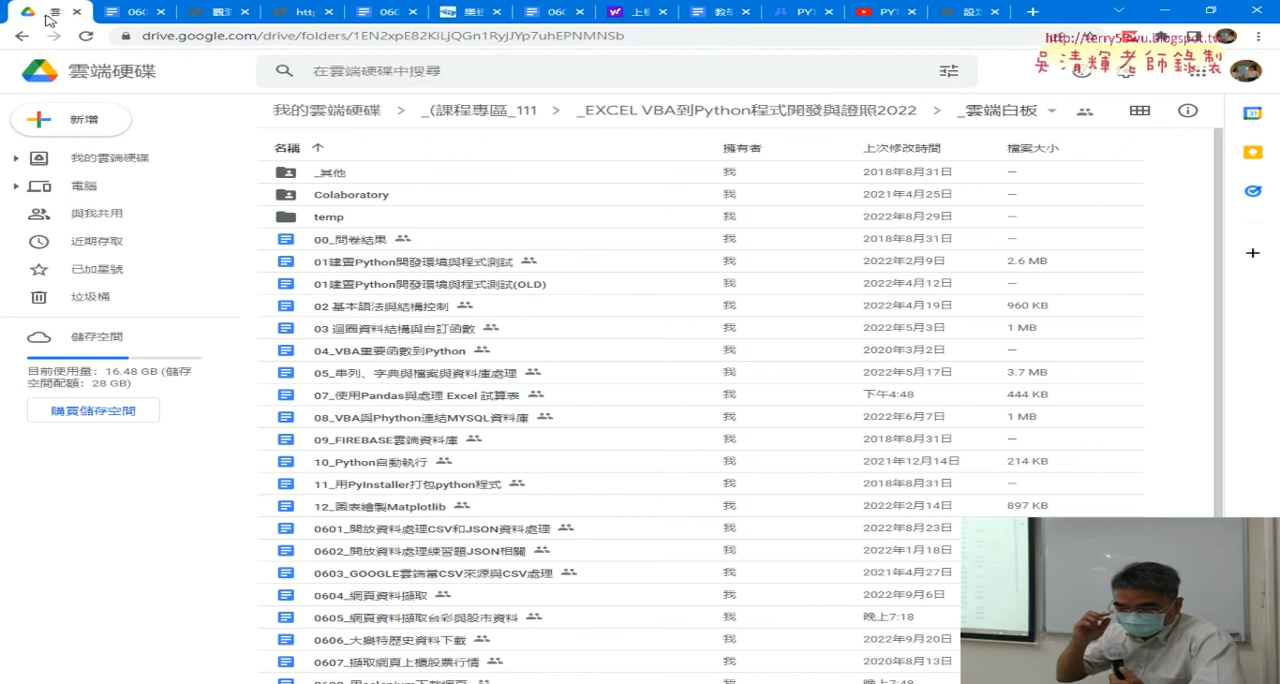 雲
060
觀測
http
060
樂透
060
上櫃
教學
PYT
PYT
設定
drive.google.com/drive/folders/1EN2xpE82KILJQGn1RyJJYp7uhEPNMNSb
http://terry55wu.blogspot.tw
吳清輝老師錄製
雲端硬碟
在雲端硬碟中搜尋
新增
我的雲端硬碟
電腦
與我共用
近期存取
已加星號
垃圾桶
儲存空間
目前使用量：16.48 GB (儲存
空間配額：28 GB)
購買儲存空間
我的雲端硬碟 > _(課程專區_111 > _EXCEL VBA到Python程式開發與證照2022 > _雲端白板
名稱 擁有者 上次修改時間 檔案大小
_其他 我 2018年8月31日 —
Colaboratory 我 2021年4月25日 —
temp 我 2022年8月29日 —
00_問卷結果 我 2018年8月31日 —
01建置Python開發環境與程式測試 我 2022年2月9日 2.6 MB
01建置Python開發環境與程式測試(OLD) 我 2022年4月12日 —
02 基本語法與結構控制 我 2022年4月19日 960 KB
03 迴圈資料結構與自訂函數 我 2022年5月3日 1 MB
04_VBA重要函數到Python 我 2020年3月2日 —
05_串列、字典與檔案與資料庫處理 我 2022年5月17日 3.7 MB
07_使用Pandas與處理 Excel 試算表 我 下午4:48 444 KB
08_VBA與Phython連結MYSQL資料庫 我 2022年6月7日 1 MB
09_FIREBASE雲端資料庫 我 2018年8月31日 —
10_Python自動執行 我 2021年12月14日 214 KB
11_用PyInstaller打包python程式 我 2018年8月31日 —
12_圖表繪製Matplotlib 我 2022年2月14日 897 KB
0601_開放資料處理CSV和JSON資料處理 我 2022年8月23日
0602_開放資料處理練習題JSON相關 我 2022年1月18日
0603_GOOGLE雲端當CSV來源與CSV處理 我 2021年4月27日
0604_網頁資料擷取 我 2022年9月6日
0605_網頁資料擷取台彩與股市資料 我 晚上7:18
0606_大樂特歷史資料下載 我 2022年9月20日
0607_擷取網頁上櫃股票行情 我 2020年8月13日